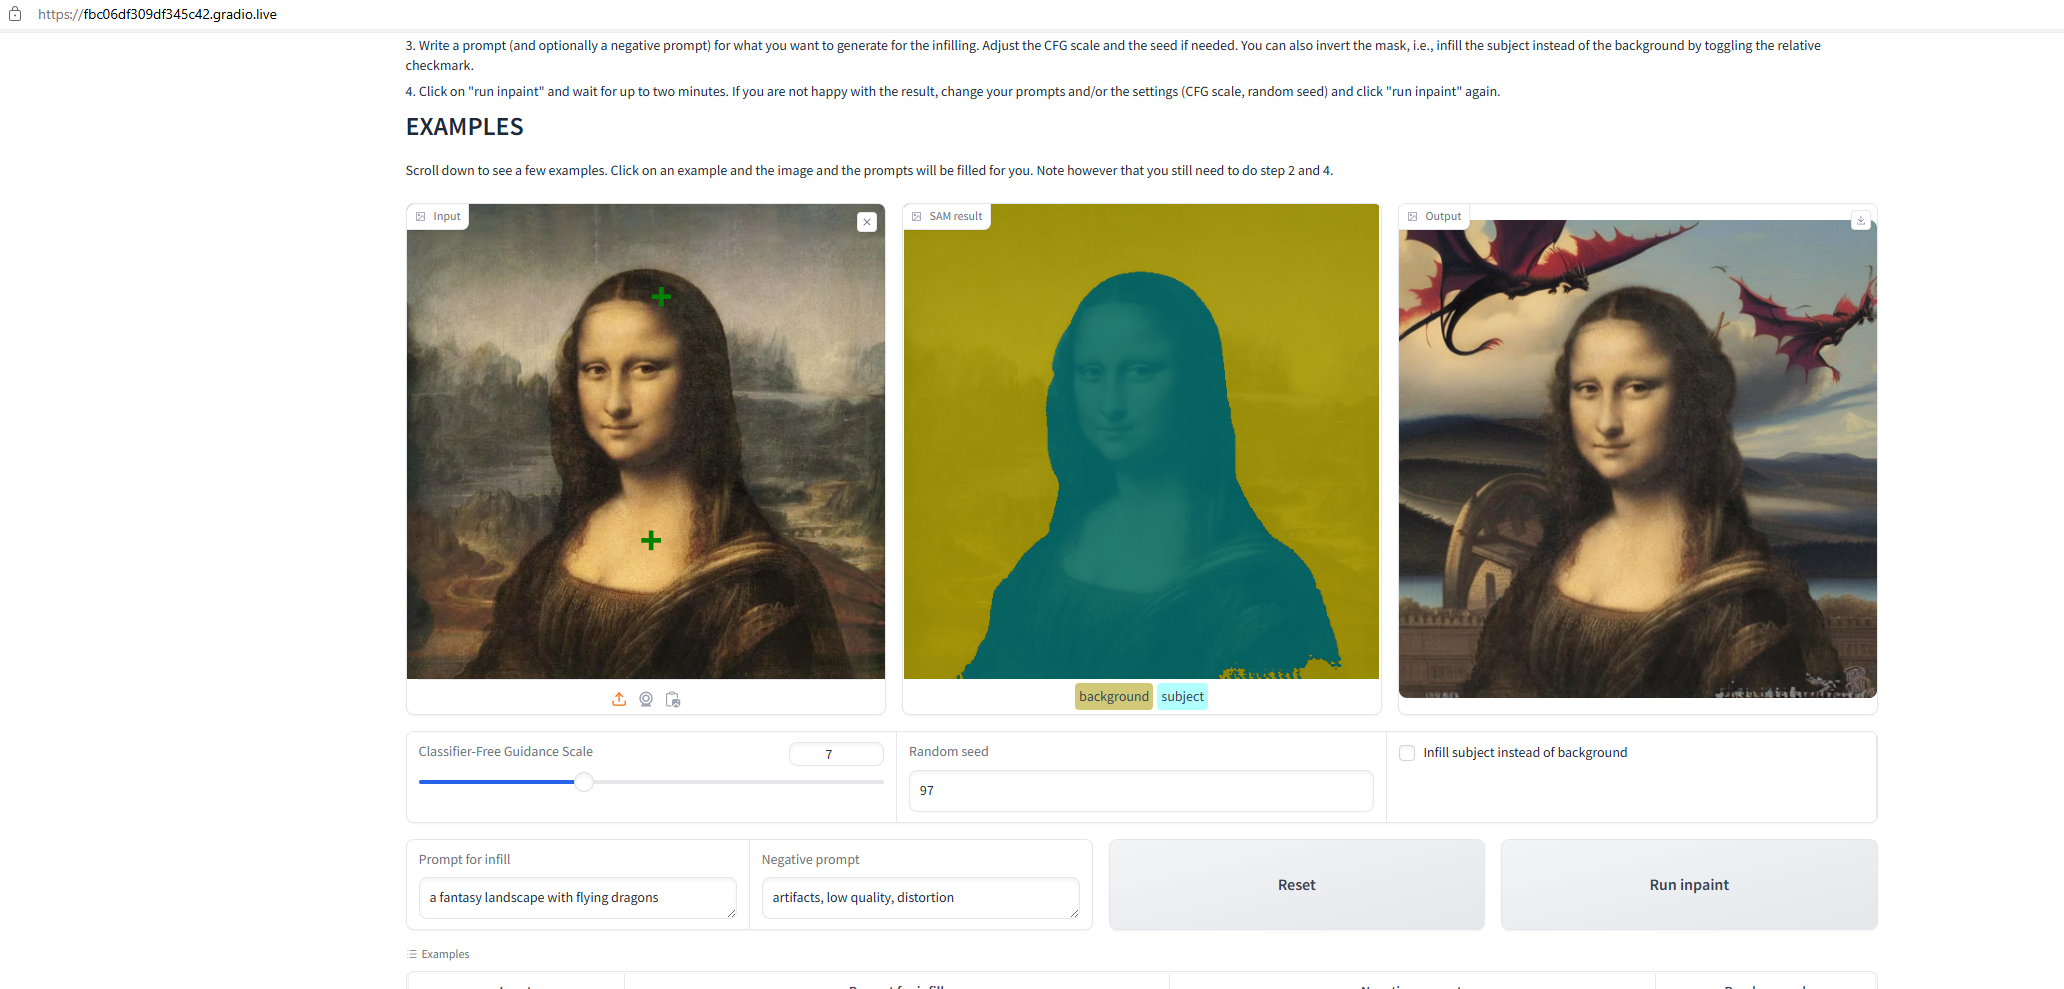 https://fbc06df309df345c42.gradio.live
3. Write a prompt (and optionally a negative prompt) for what you want to generate for the infilling. Adjust the CFG scale and the seed if needed. You can also invert the mask, i.e., infill the subject instead of the background by toggling the relative
checkmark.
4. Click on "run inpaint" and wait for up to two minutes. If you are not happy with the result, change your prompts and/or the settings (CFG scale, random seed) and click "run inpaint" again.
EXAMPLES
Scroll down to see a few examples. Click on an example and the image and the prompts will be filled for you. Note however that you still need to do step 2 and 4.
Input
SAM result
Output
background subject
Classifier-Free Guidance Scale
7
Random seed
97
Infill subject instead of background
Prompt for infill
a fantasy landscape with flying dragons
Negative prompt
artifacts, low quality, distortion
Reset
Run inpaint
Examples